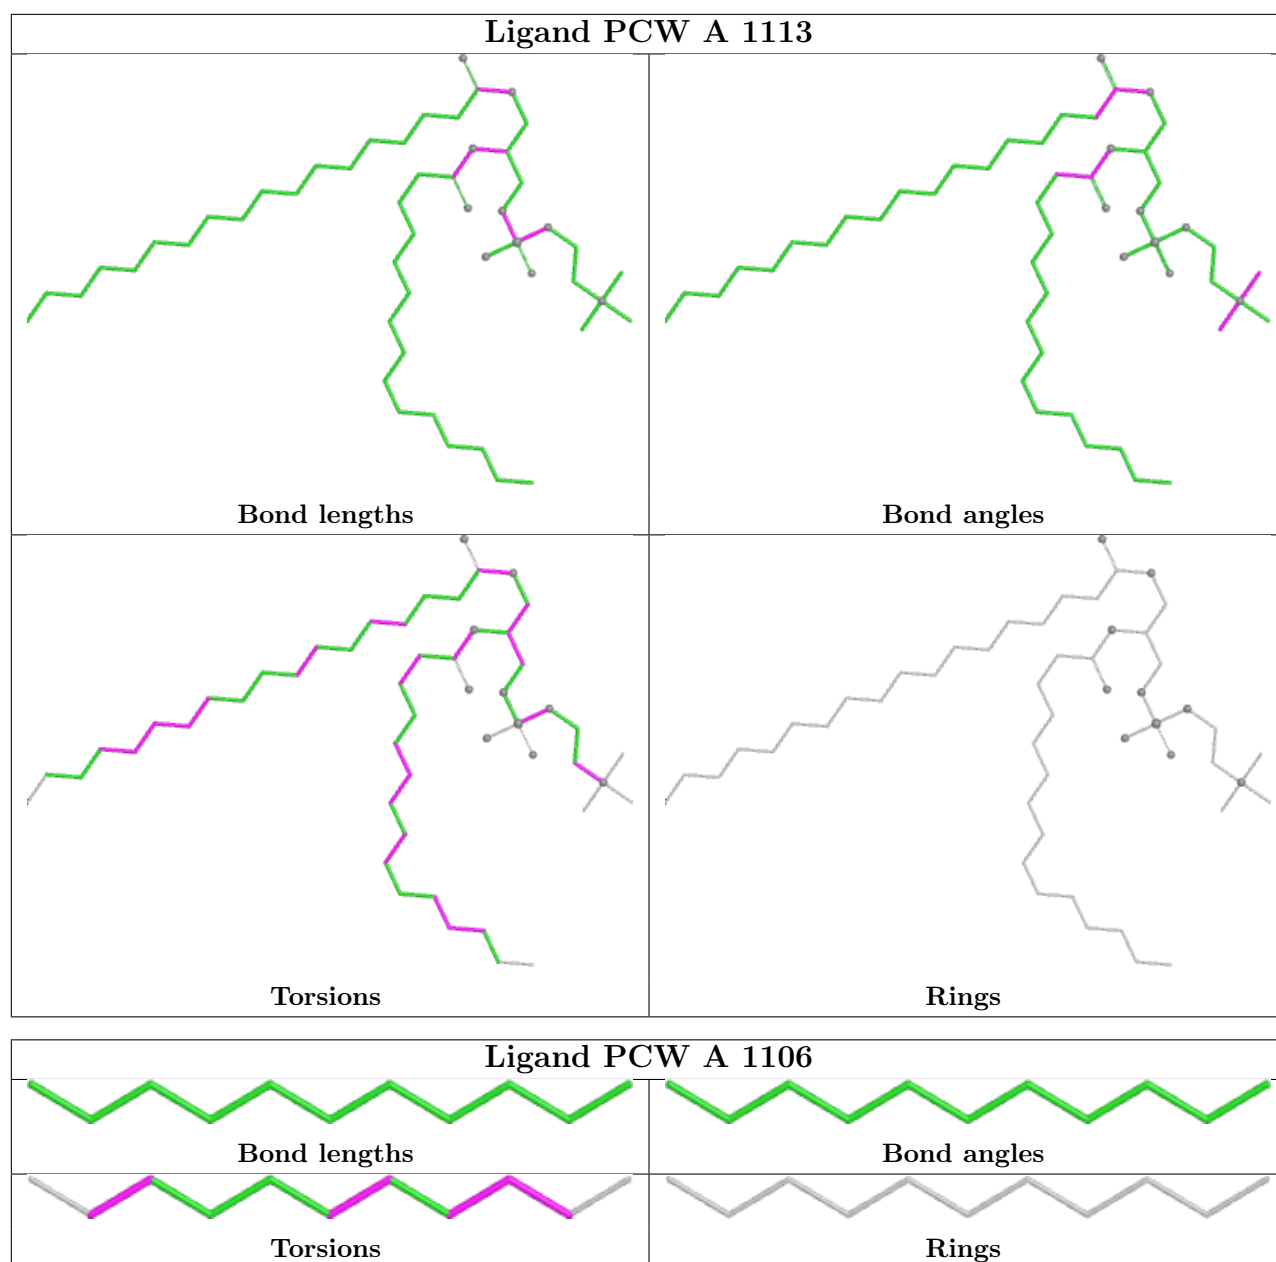 Ligand PCW A 1113
Bond lengths
Bond angles
Torsions
Rings
Ligand PCW A 1106
Bond lengths
Bond angles
Torsions
Rings